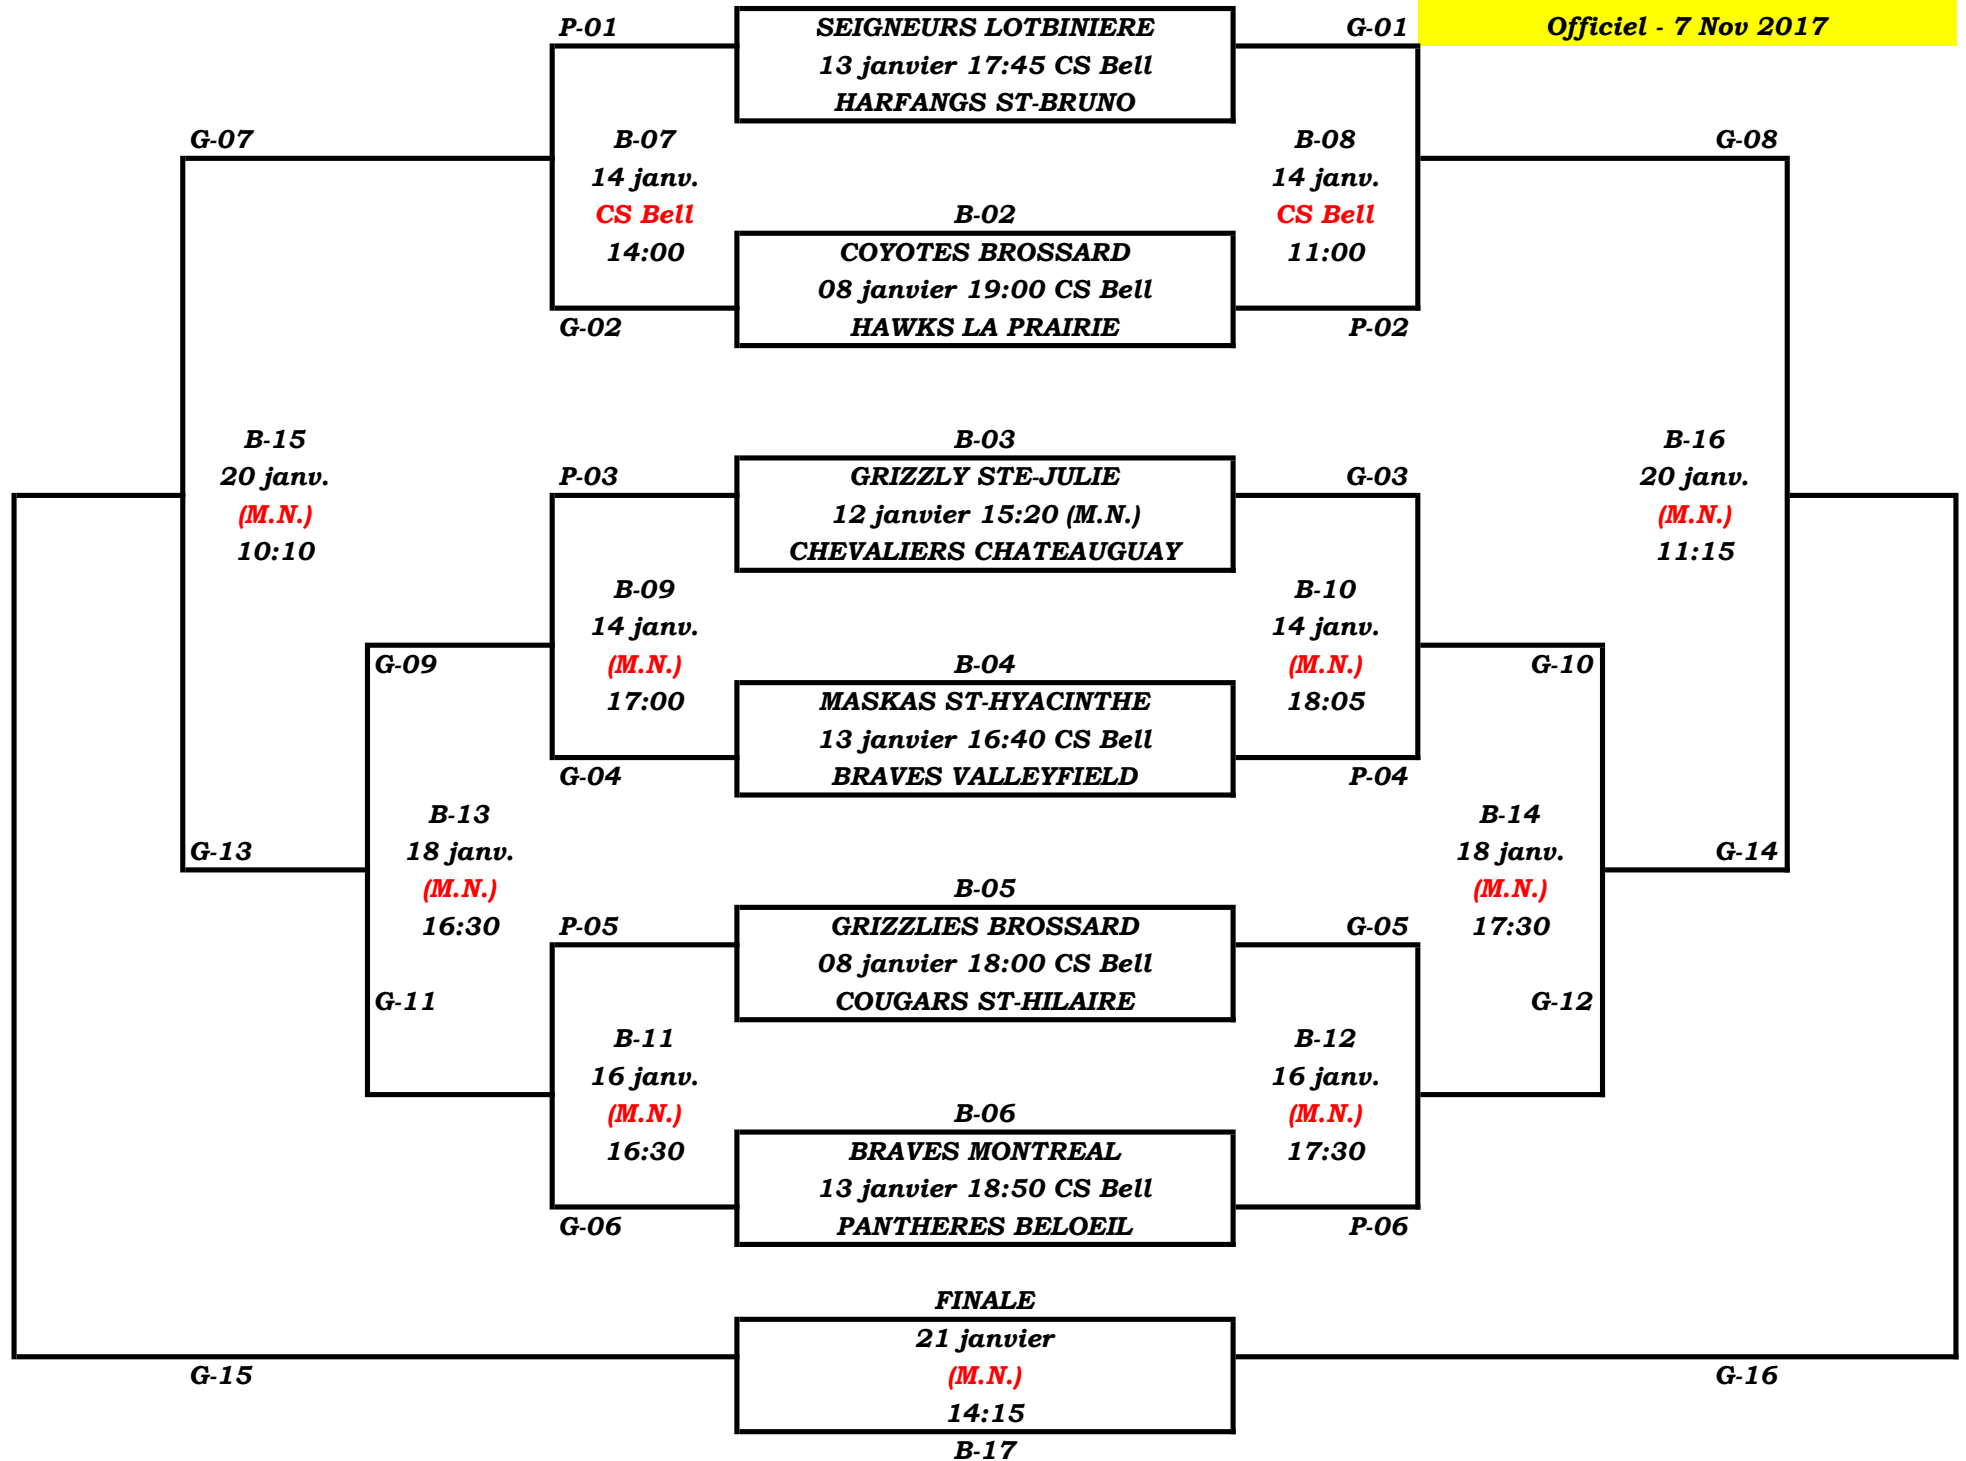 P-01 SEIGNEURS LOTBINIERE G-01 Officiel - 7 Nov 2017
13 janvier 17:45 CS Bell
HARFANGS ST-BRUNO
G-07 B-07 B-08 G-08
14 janv. 14 janv.
CS Bell B-02 CS Bell
14:00 COYOTES BROSSARD 11:00
08 janvier 19:00 CS Bell
G-02 HAWKS LA PRAIRIE P-02
B-15 B-03 B-16
20 janv. P-03 GRIZZLY STE-JULIE G-03 20 janv.
(M.N.) 12 janvier 15:20 (M.N.) (M.N.)
10:10 CHEVALIERS CHATEAUGUAY 11:15
B-09 B-10
14 janv. 14 janv.
G-09 (M.N.) B-04 (M.N.) G-10
17:00 MASKAS ST-HYACINTHE 18:05
13 janvier 16:40 CS Bell
G-04 BRAVES VALLEYFIELD P-04
B-13 B-14
G-13 18 janv. 18 janv. G-14
(M.N.) B-05 (M.N.)
16:30 P-05 GRIZZLIES BROSSARD G-05 17:30
08 janvier 18:00 CS Bell
G-11 COUGARS ST-HILAIRE G-12
B-11 B-12
16 janv. 16 janv.
(M.N.) B-06 (M.N.)
16:30 BRAVES MONTREAL 17:30
13 janvier 18:50 CS Bell
G-06 PANTHERES BELOEIL P-06
FINALE
21 janvier
G-15 (M.N.) G-16
14:15
B-17